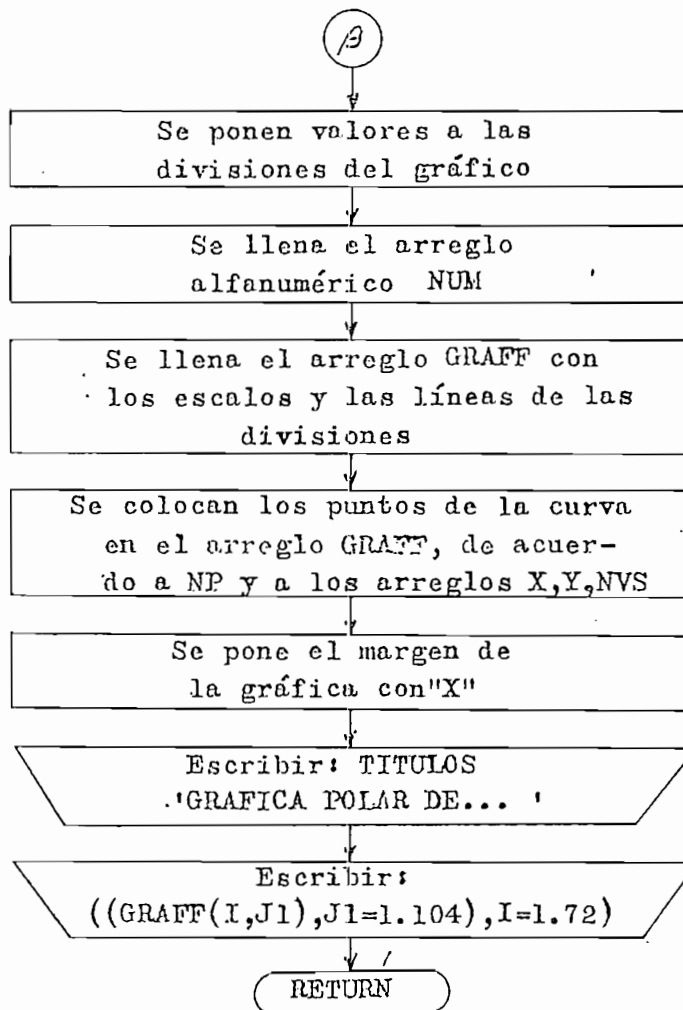 β
Se ponen valores a las
divisiones del gráfico
Se llena el arreglo
alfanumérico NUM
Se llena el arreglo GRAFF con
los escalos y las líneas de las
divisiones
Se colocan los puntos de la curva
en el arreglo GRAFF, de acuer-
do a NP y a los arreglos X,Y,NVS
Se pone el margen de
la gráfica con"X"
Escribir: TITULOS
'GRAFICA POLAR DE... '
Escribir:
((GRAFF(I,J1),J1=1.104),I=1.72)
RETURN